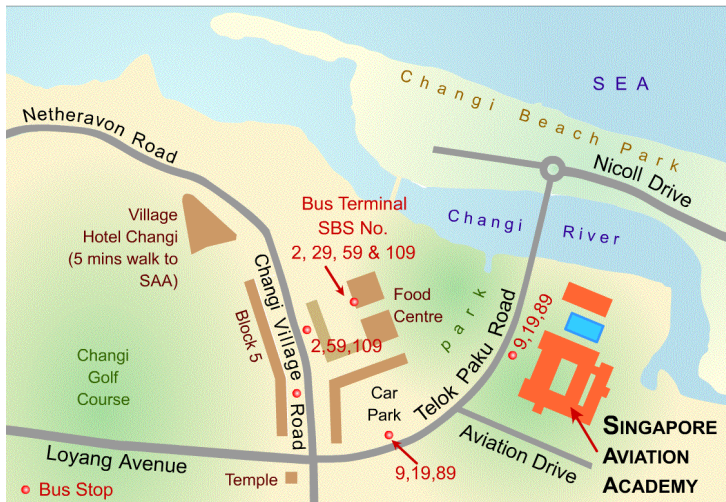 SEA
Changi Beach Park
Netheravon Road
Nicoll Drive
Bus Terminal
SBS No.
2, 29, 59 & 109
Village
Hotel Changi
(5 mins walk to
SAA)
Changi River
Changi Village
Road
Food
Centre
park
Telok Paku Road
9,19,89
Block 5
2,59,109
Changi
Golf
Course
Car
Park
Loyang Avenue
Aviation Drive
SINGAPORE
AVIATION
ACADEMY
9,19,89
Temple
Bus Stop